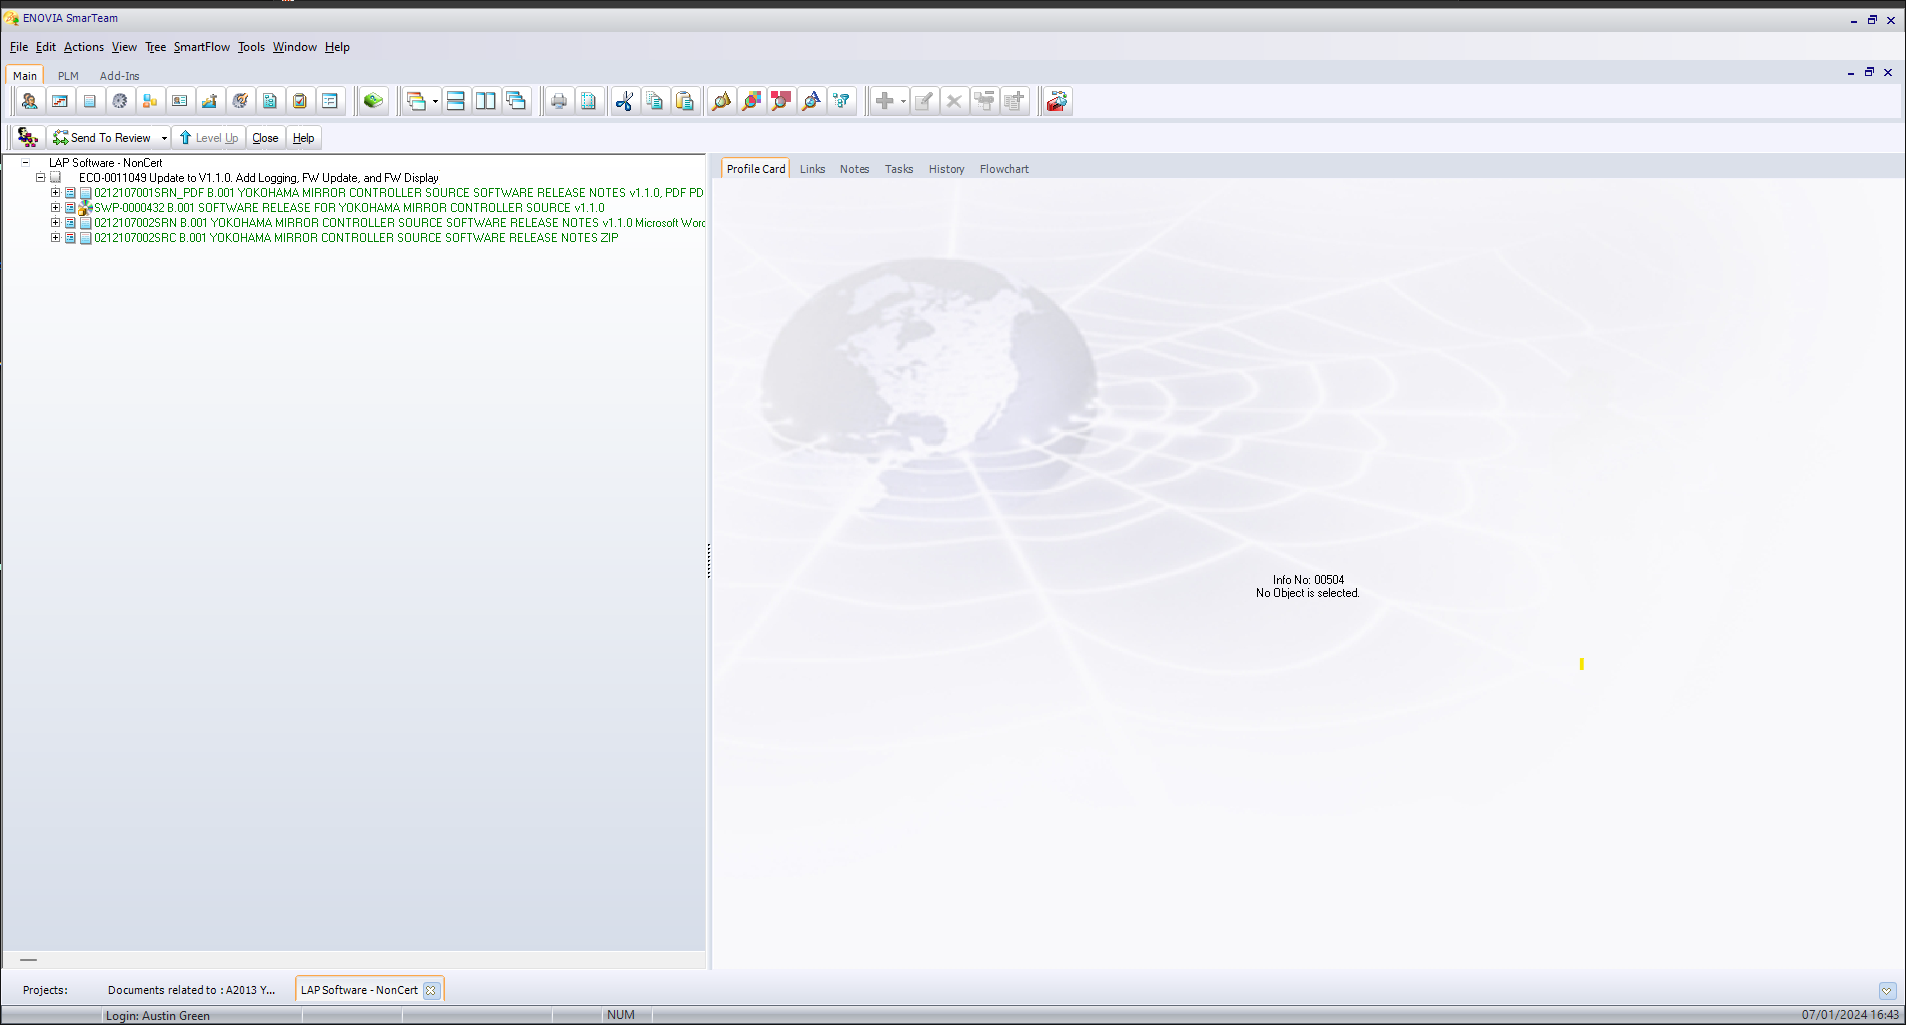 ENOVIA SmarTeam
File Edit Actions View Tree SmartFlow Tools Window Help
Main PLM Add-Ins
Send To Review Level Up Close Help
LAP Software - NonCert
ECO-0011049 Update to V1.1.0. Add Logging, FW Update, and FW Display
0212107001SRN_PDF B.001 YOKOHAMA MIRROR CONTROLLER SOURCE SOFTWARE RELEASE NOTES v1.1.0, PDF PD
SWP-0000432 B.001 SOFTWARE RELEASE FOR YOKOHAMA MIRROR CONTROLLER SOURCE v1.1.0
0212107002SRN B.001 YOKOHAMA MIRROR CONTROLLER SOURCE SOFTWARE RELEASE NOTES v1.1.0 Microsoft Word
0212107002SRC B.001 YOKOHAMA MIRROR CONTROLLER SOURCE SOFTWARE RELEASE NOTES ZIP
Profile Card Links Notes Tasks History Flowchart
Info No: 00504
No Object is selected.
Projects: Documents related to : A2013 Y... LAP Software - NonCert
Login: Austin Green NUM 07/01/2024 16:43